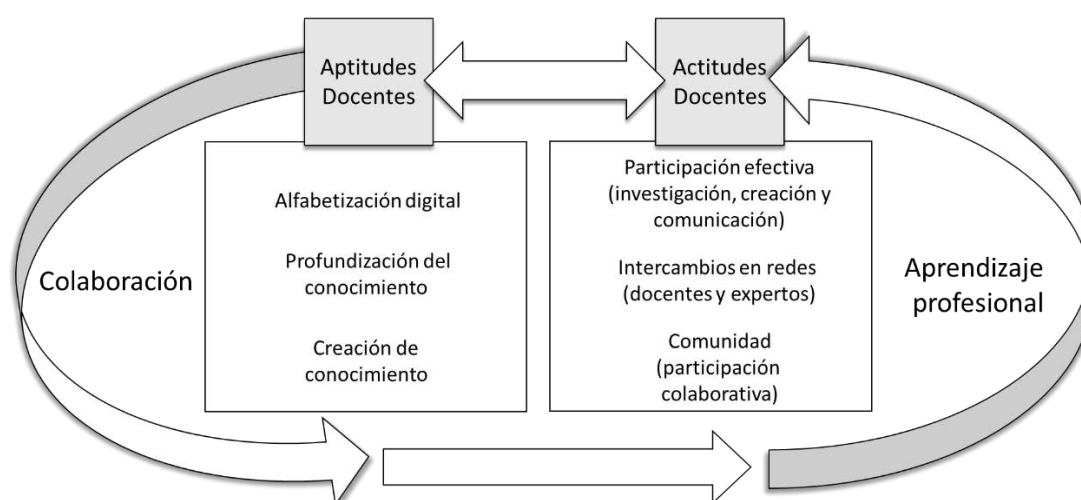 Aptitudes
Docentes
Actitudes
Docentes
Colaboración
Alfabetización digital
Profundización del
conocimiento
Creación de
conocimiento
Participación efectiva
(investigación, creación y
comunicación)
Intercambios en redes
(docentes y expertos)
Comunidad
(participación
colaborativa)
Aprendizaje
profesional